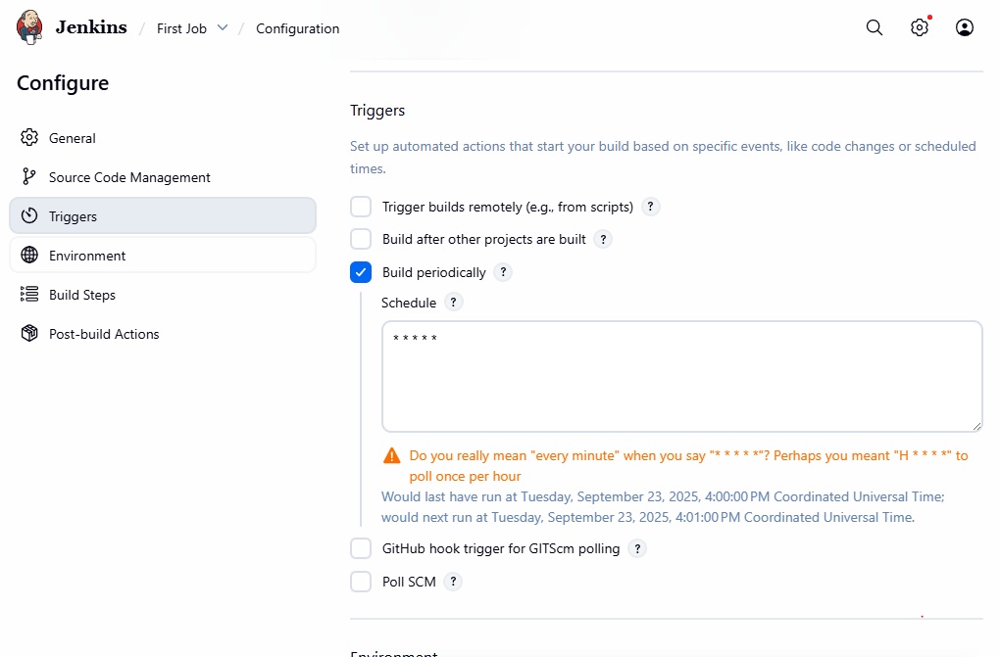 Jenkins / First Job / Configuration
Configure
General
Source Code Management
Triggers
Environment
Build Steps
Post-build Actions
Triggers
Set up automated actions that start your build based on specific events, like code changes or scheduled
times.
Trigger builds remotely (e.g., from scripts) ?
Build after other projects are built ?
Build periodically ?
Schedule ?
* * * * *
Do you really mean "every minute" when you say "* * * * *"? Perhaps you meant "H * * * *" to
poll once per hour
Would last have run at Tuesday, September 23, 2025, 4:00:00 PM Coordinated Universal Time;
would next run at Tuesday, September 23, 2025, 4:01:00 PM Coordinated Universal Time.
GitHub hook trigger for GITScm polling ?
Poll SCM ?
Environment